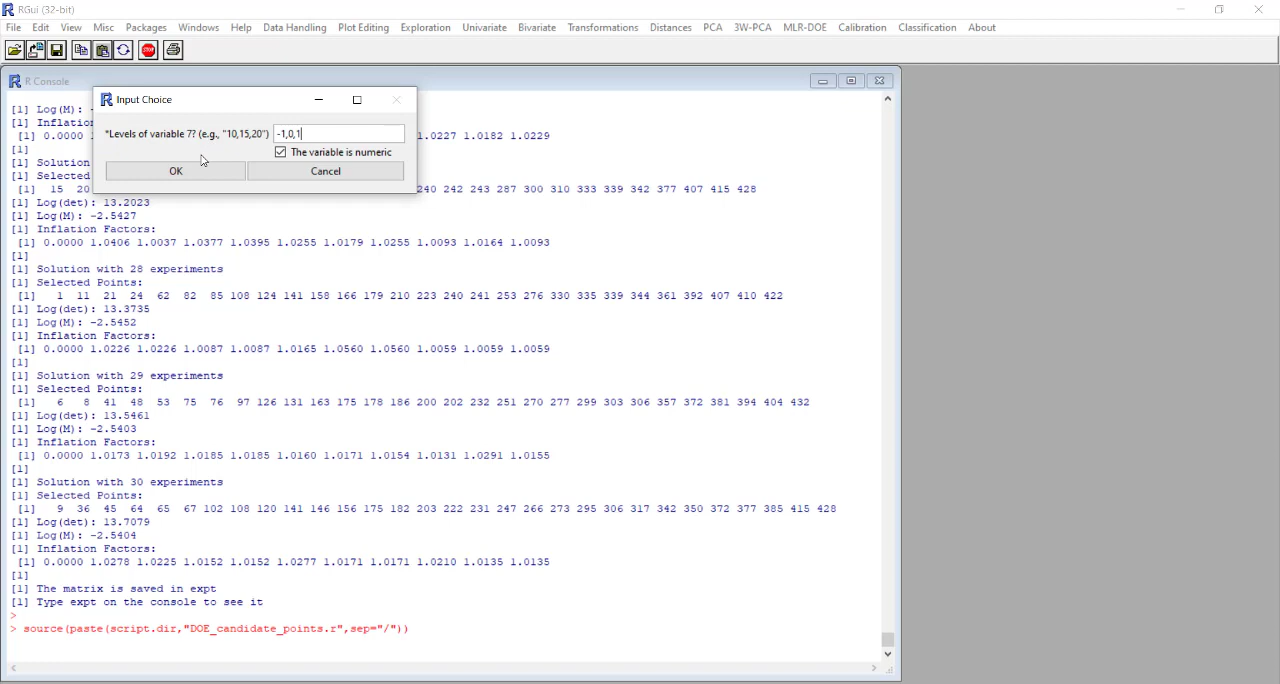 RGui (32-bit)
File Edit View Misc Packages Windows Help Data Handling Plot Editing Exploration Univariate Bivariate Transformations Distances PCA 3W-PCA MLR-DOE Calibration Classification About
STOP
R Console
Input Choice
*Levels of variable 7? (e.g., "10,15,20") -1,0,1
The variable is numeric
OK Cancel
[1] Log(M):
[1] Inflation
[1] 0.0000 1.0227 1.0182 1.0229
[1]
[1] Solution
[1] Selected
[1] 15 20 240 242 243 287 300 310 333 339 342 377 407 415 428
[1] Log(det): 13.2023
[1] Log(M): -2.5427
[1] Inflation Factors:
[1] 0.0000 1.0406 1.0037 1.0377 1.0395 1.0255 1.0179 1.0255 1.0093 1.0164 1.0093
[1]
[1] Solution with 28 experiments
[1] Selected Points:
[1] 1 11 21 24 62 82 85 108 124 141 158 166 179 210 223 240 241 253 276 330 335 339 344 361 392 407 410 422
[1] Log(det): 13.3735
[1] Log(M): -2.5452
[1] Inflation Factors:
[1] 0.0000 1.0226 1.0226 1.0087 1.0087 1.0165 1.0560 1.0560 1.0059 1.0059 1.0059
[1]
[1] Solution with 29 experiments
[1] Selected Points:
[1] 6 8 41 48 53 75 76 97 126 131 163 175 178 186 200 202 232 251 270 277 299 303 306 357 372 381 394 404 432
[1] Log(det): 13.5461
[1] Log(M): -2.5403
[1] Inflation Factors:
[1] 0.0000 1.0173 1.0192 1.0185 1.0185 1.0160 1.0171 1.0154 1.0131 1.0291 1.0155
[1]
[1] Solution with 30 experiments
[1] Selected Points:
[1] 9 36 45 64 65 67 102 108 120 141 146 156 175 182 203 222 231 247 266 273 295 306 317 342 350 372 377 385 415 428
[1] Log(det): 13.7079
[1] Log(M): -2.5404
[1] Inflation Factors:
[1] 0.0000 1.0278 1.0225 1.0152 1.0152 1.0277 1.0171 1.0171 1.0210 1.0135 1.0135
[1]
[1] The matrix is saved in expt
[1] Type expt on the console to see it
>
> source(paste(script.dir,"DOE_candidate_points.r",sep="/"))